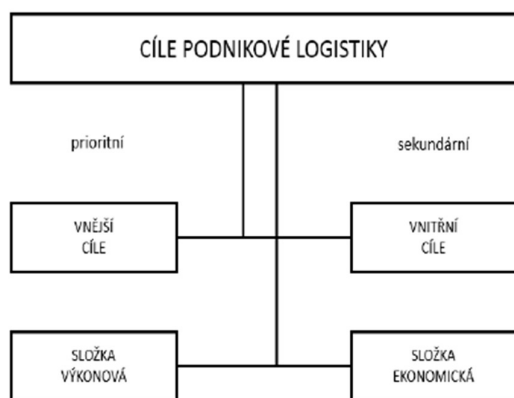 CÍLE PODNIKOVÉ LOGISTIKY
prioritní
sekundární
VNĚJŠÍ
CÍLE
VNITŘNÍ
CÍLE
SLOŽKA
VÝKONOVÁ
SLOŽKA
EKONOMICKÁ